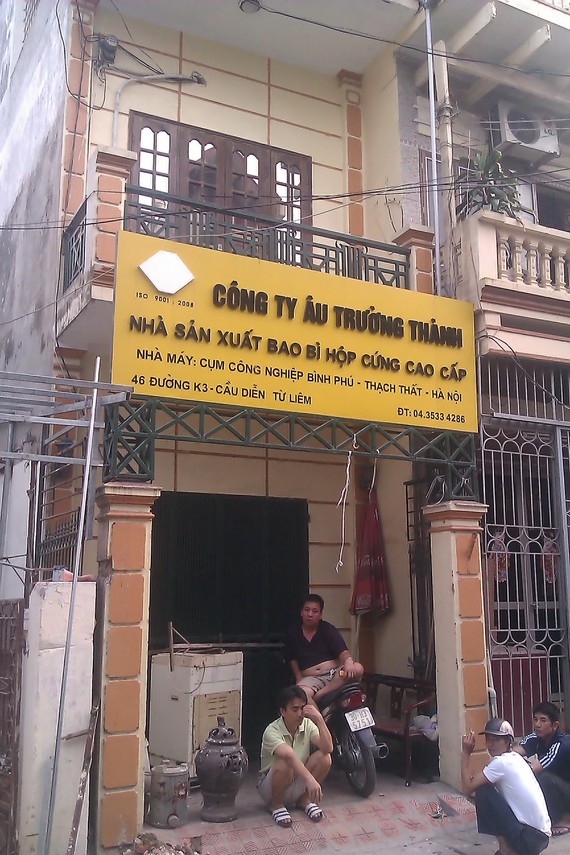 ISO 9001 : 2008
CÔNG TY ÂU TRƯỞNG THÀNH
NHÀ SẢN XUẤT BAO BÌ HỘP CỨNG CAO CẤP
NHÀ MÁY: CỤM CÔNG NGHIỆP BÌNH PHÚ - THẠCH THẤT - HÀ NỘI
46 ĐƯỜNG K3 - CẦU DIỄN TỪ LIÊM
ĐT: 04.3533 4286
LG